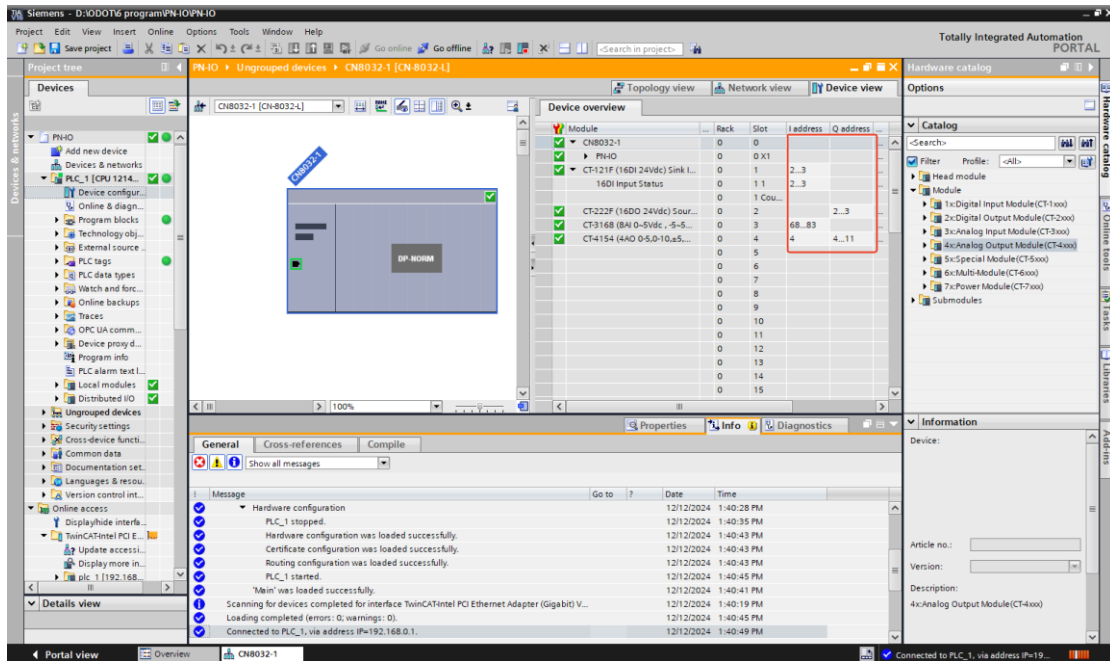 Siemens - D:\ODOT\6 program\PN-IO\PN-IO
Project Edit View Insert Online Options Tools Window Help
Totally Integrated Automation
PORTAL
Save project Go online Go offline <Search in project>
Project tree
PN-IO Ungrouped devices CN8032-1 [CN-8032-L]
Hardware catalog
Devices
Topology view Network view Device view
Options
CN8032-1 [CN-8032-L]
Device overview
PN-IO
Add new device
Devices & networks
PLC_1 [CPU 1214...
Device configur...
Online & diagn...
Program blocks
Technology obj...
External source ...
PLC tags
PLC data types
Watch and forc...
Online backups
Traces
OPC UA comm...
Device proxy d...
Program info
PLC alarm text l...
Local modules
Distributed I/O
Ungrouped devices
Security settings
Cross-device functi...
Common data
Documentation set...
Languages & resou...
Version control int...
Online access
Display/hide interfa...
TwinCAT-Intel PCI E...
Update accessi...
Display more in...
plc_1 [192.168...
Details view
CN8032-1
DP-NORM
100%
Module ... Rack Slot I address Q address ...
CN8032-1 0 0
PN-IO 0 0 X1
CT-121F (16DI 24Vdc) Sink I... 0 1 2...3
16DI Input Status 0 1 1 2...3
0 1 Cou...
CT-222F (16DO 24Vdc) Sour... 0 2 2...3
CT-3168 (8AI 0~5Vdc , -5~5... 0 3 68...83
CT-4154 (4AO 0-5,0-10,±5,... 0 4 4 4...11
0 5
0 6
0 7
0 8
0 9
0 10
0 11
0 12
0 13
0 14
0 15
Catalog
<Search>
Filter Profile: <All>
Head module
Module
1x:Digital Input Module(CT-1xxx)
2x:Digital Output Module(CT-2xxx)
3x:Analog Input Module(CT-3xxx)
4x:Analog Output Module(CT-4xxx)
5x:Special Module(CT-5xxx)
6x:Multi-Module(CT-6xxx)
7x:Power Module(CT-7xxx)
Submodules
Devices & networks
Hardware catalog
Online tools
Tasks
Libraries
Add-ins
Properties Info Diagnostics
General Cross-references Compile
Show all messages
! Message Go to ? Date Time
Hardware configuration 12/12/2024 1:40:28 PM
PLC_1 stopped. 12/12/2024 1:40:35 PM
Hardware configuration was loaded successfully. 12/12/2024 1:40:43 PM
Certificate configuration was loaded successfully. 12/12/2024 1:40:43 PM
Routing configuration was loaded successfully. 12/12/2024 1:40:43 PM
PLC_1 started. 12/12/2024 1:40:45 PM
'Main' was loaded successfully. 12/12/2024 1:40:41 PM
Scanning for devices completed for interface TwinCAT-Intel PCI Ethernet Adapter (Gigabit) V... 12/12/2024 1:40:19 PM
Loading completed (errors: 0; warnings: 0). 12/12/2024 1:40:45 PM
Connected to PLC_1, via address IP=192.168.0.1. 12/12/2024 1:40:49 PM
Information
Device:
Article no.:
Version:
Description:
4x:Analog Output Module(CT-4xxx)
Portal view Overview CN8032-1
Connected to PLC_1, via address IP=19...